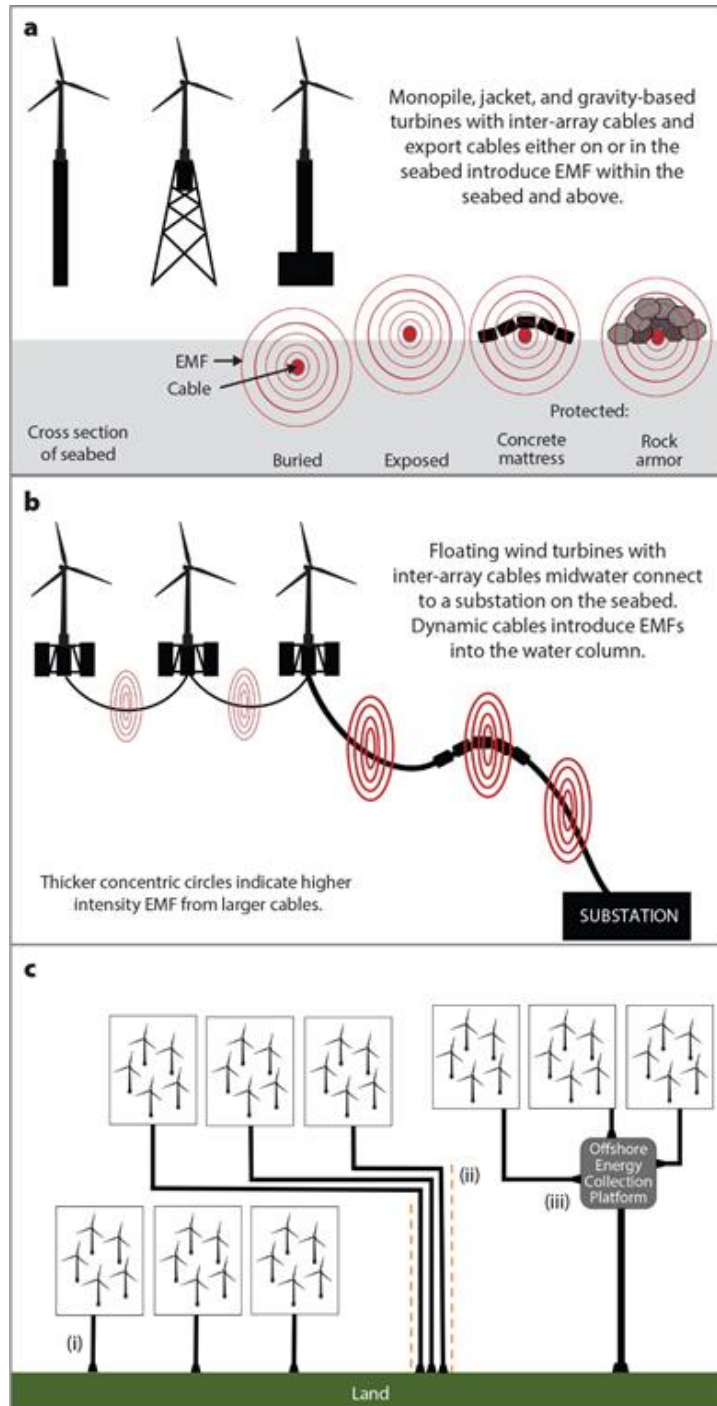 a
Monopile, jacket, and gravity-based
turbines with inter-array cables and
export cables either on or in the
seabed introduce EMF within the
seabed and above.
EMF
Cable
Cross section
of seabed
Buried
Exposed
Protected:
Concrete
mattress
Rock
armor
b
Floating wind turbines with
inter-array cables midwater connect
to a substation on the seabed.
Dynamic cables introduce EMFs
into the water column.
Thicker concentric circles indicate higher
intensity EMF from larger cables.
SUBSTATION
c
(i)
(ii)
(iii)
Offshore
Energy
Collection
Platform
Land